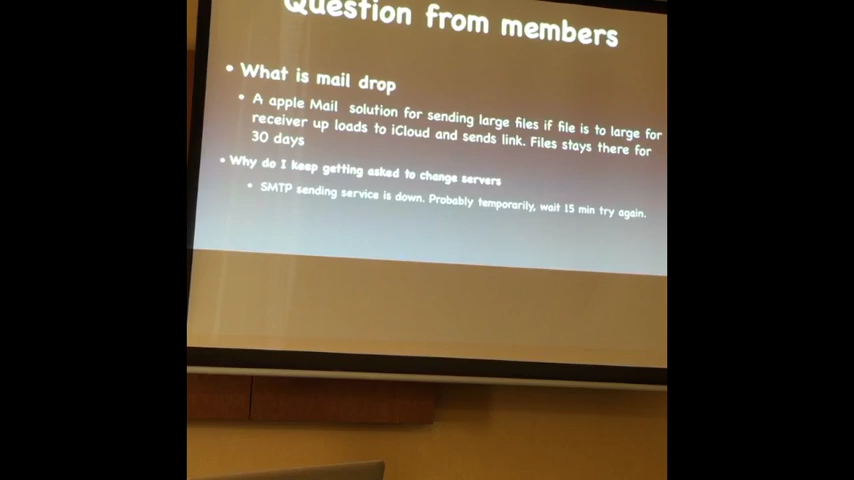 Question from members
• What is mail drop
• A apple Mail solution for sending large files if file is to large for
receiver up loads to iCloud and sends link. Files stays there for
30 days
• Why do I keep getting asked to change servers
• SMTP sending service is down. Probably temporarily, wait 15 min try again.